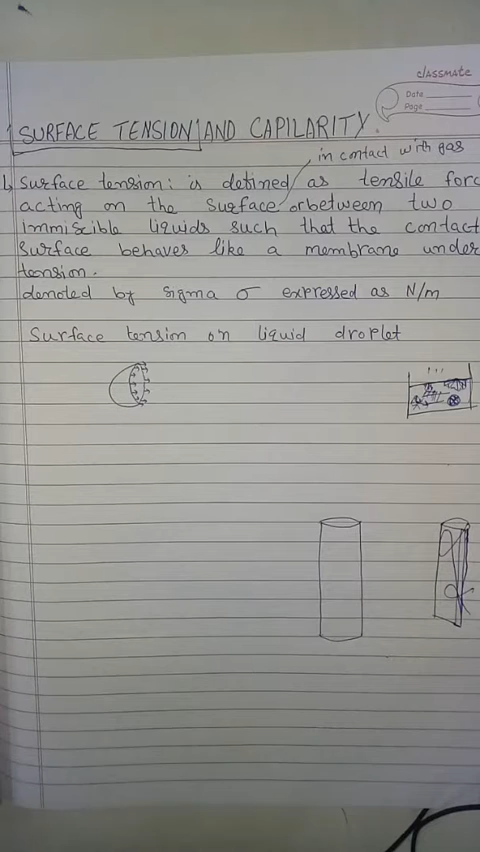 classmate
Date
Page
SURFACE TENSION AND CAPILARITY.
in contact with gas
1. Surface tension: is defined as tensile forc
acting on the surface or between two
immiscible liquids such that the contact
surface behaves like a membrane under
tension.
denoted by sigma σ expressed as N/m
Surface tension on liquid droplet